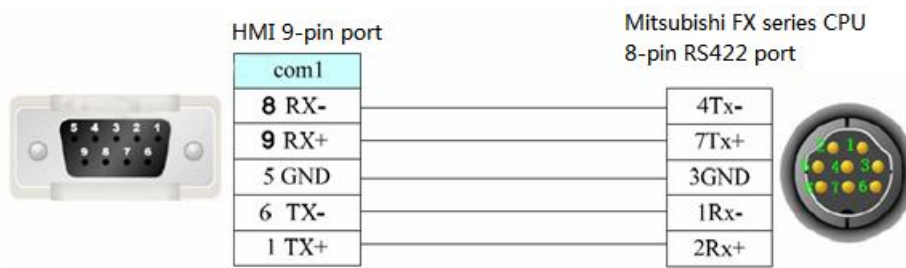 HMI 9-pin port
Mitsubishi FX series CPU
8-pin RS422 port
com1
8 RX-
4Tx-
9 RX+
7Tx+
5 GND
3GND
6 TX-
1Rx-
1 TX+
2Rx+
5 4 3 2 1
9 8 7 6
2 1
5 4 3
8 7 6